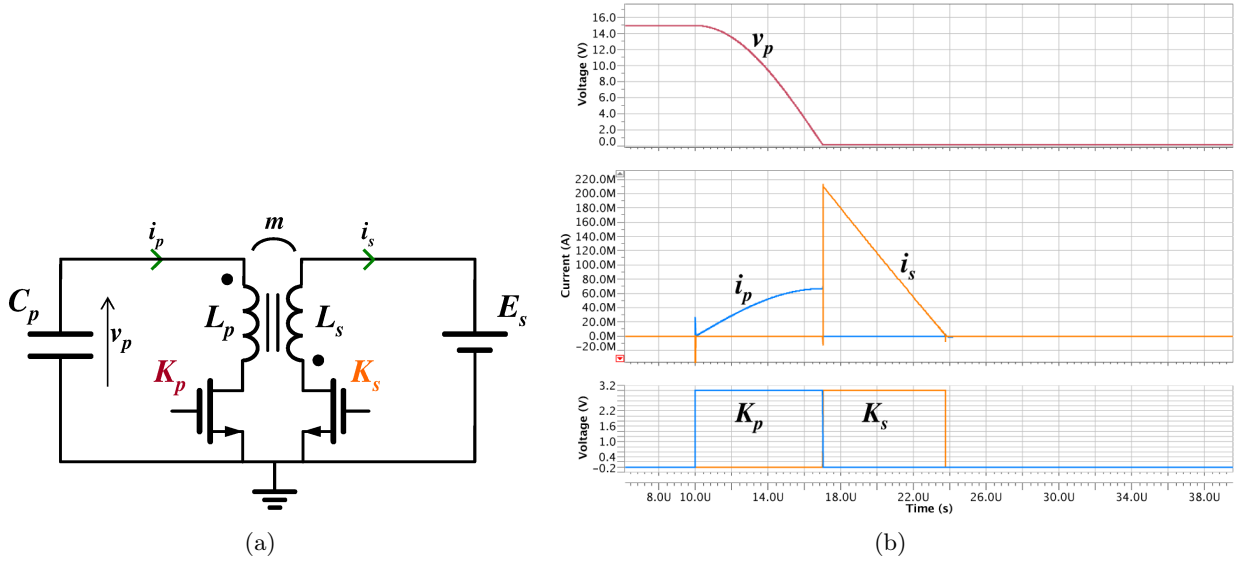 m
i_p
i_s
C_p
v_p
L_p
L_s
E_s
K_p
K_s
(a)
16.0
14.0
12.0
10.0
8.0
6.0
4.0
2.0
0.0
Voltage (V)
v_p
220.0M
200.0M
180.0M
160.0M
140.0M
120.0M
100.0M
80.0M
60.0M
40.0M
20.0M
0.0M
−20.0M
Current (A)
i_p
i_s
3.2
2.2
1.6
1.0
0.4
−0.2
Voltage (V)
K_p
K_s
8.00U 10.0U 14.0U 18.0U 22.0U 26.0U 30.0U 34.0U 38.0U
Time (s)
(b)